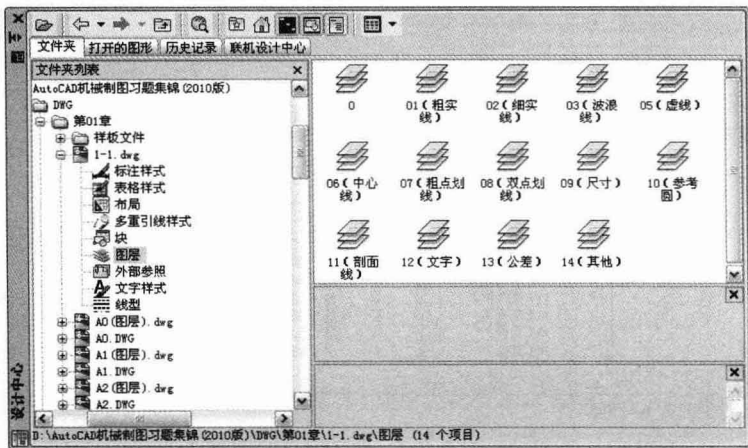 文件夹 打开的图形 历史记录 联机设计中心
文件夹列表
AutoCAD机械制图习题集锦(2010版)
DWG
第01章
样板文件
1-1.dwg
标注样式
表格样式
布局
多重引线样式
块
图层
外部参照
文字样式
线型
A0(图层).dwg
A0.DWG
A1(图层).dwg
A1.DWG
A2(图层).dwg
A2.DWG
0
01(粗实线)
02(细实线)
03(波浪线)
05(虚线)
06(中心线)
07(粗点划线)
08(双点划线)
09(尺寸)
10(参考圆)
11(剖面线)
12(文字)
13(公差)
14(其他)
设计中心
D:\AutoCAD机械制图习题集锦(2010版)\DWG\第01章\1-1.dwg\图层 (14 个项目)